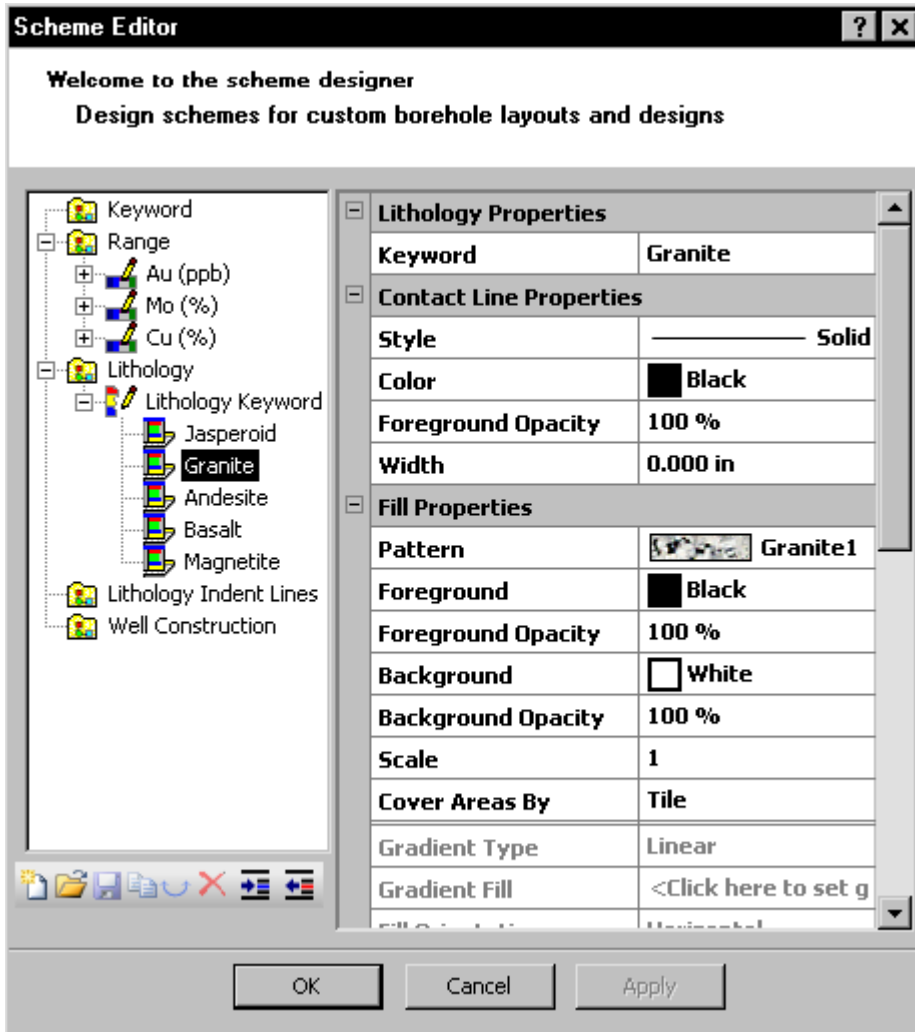 Scheme Editor
? X
Welcome to the scheme designer
Design schemes for custom borehole layouts and designs
Keyword
Range
Au (ppb)
Mo (%)
Cu (%)
Lithology
Lithology Keyword
Jasperoid
Granite
Andesite
Basalt
Magnetite
Lithology Indent Lines
Well Construction
Lithology Properties
Keyword Granite
Contact Line Properties
Style Solid
Color Black
Foreground Opacity 100 %
Width 0.000 in
Fill Properties
Pattern Granite1
Foreground Black
Foreground Opacity 100 %
Background White
Background Opacity 100 %
Scale 1
Cover Areas By Tile
Gradient Type Linear
Gradient Fill <Click here to set g
OK Cancel Apply